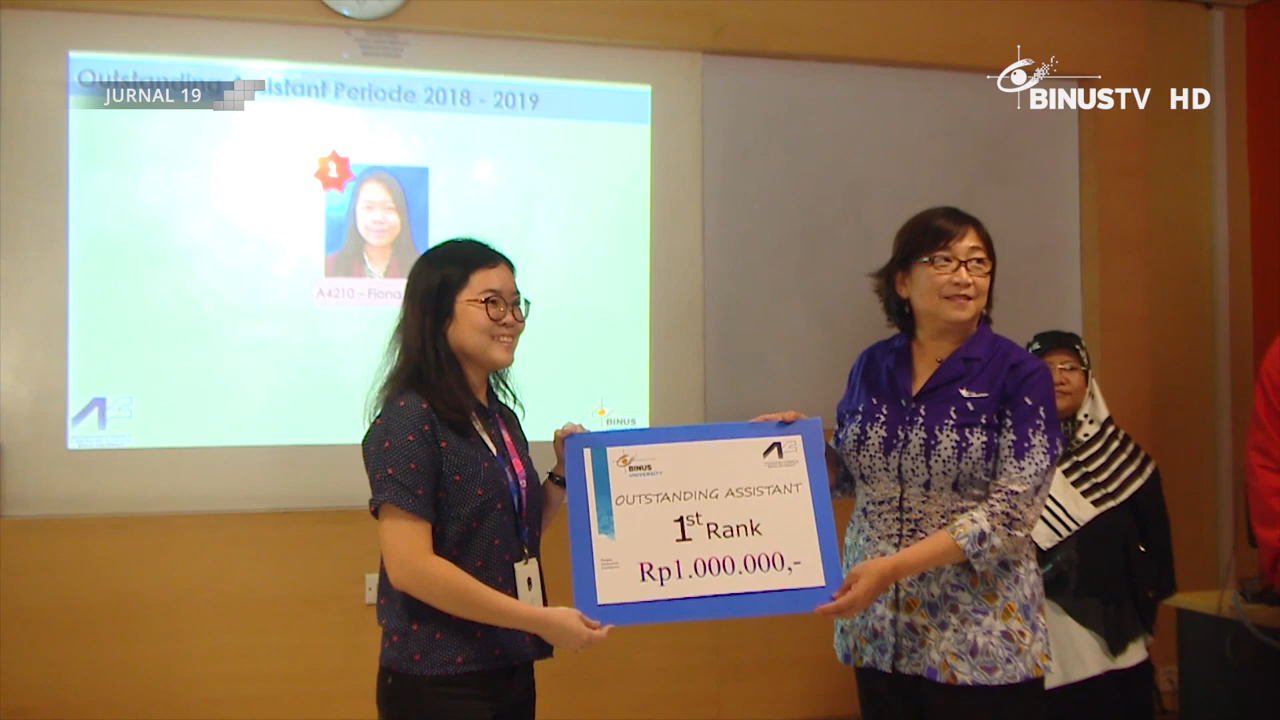 Outstanding Assistant Periode 2018 - 2019
JURNAL 19
BINUSTV HD
1
A4210 – Fiona
BINUS
BINUS
UNIVERSITY
OUTSTANDING ASSISTANT
1st Rank
Rp1.000.000,-